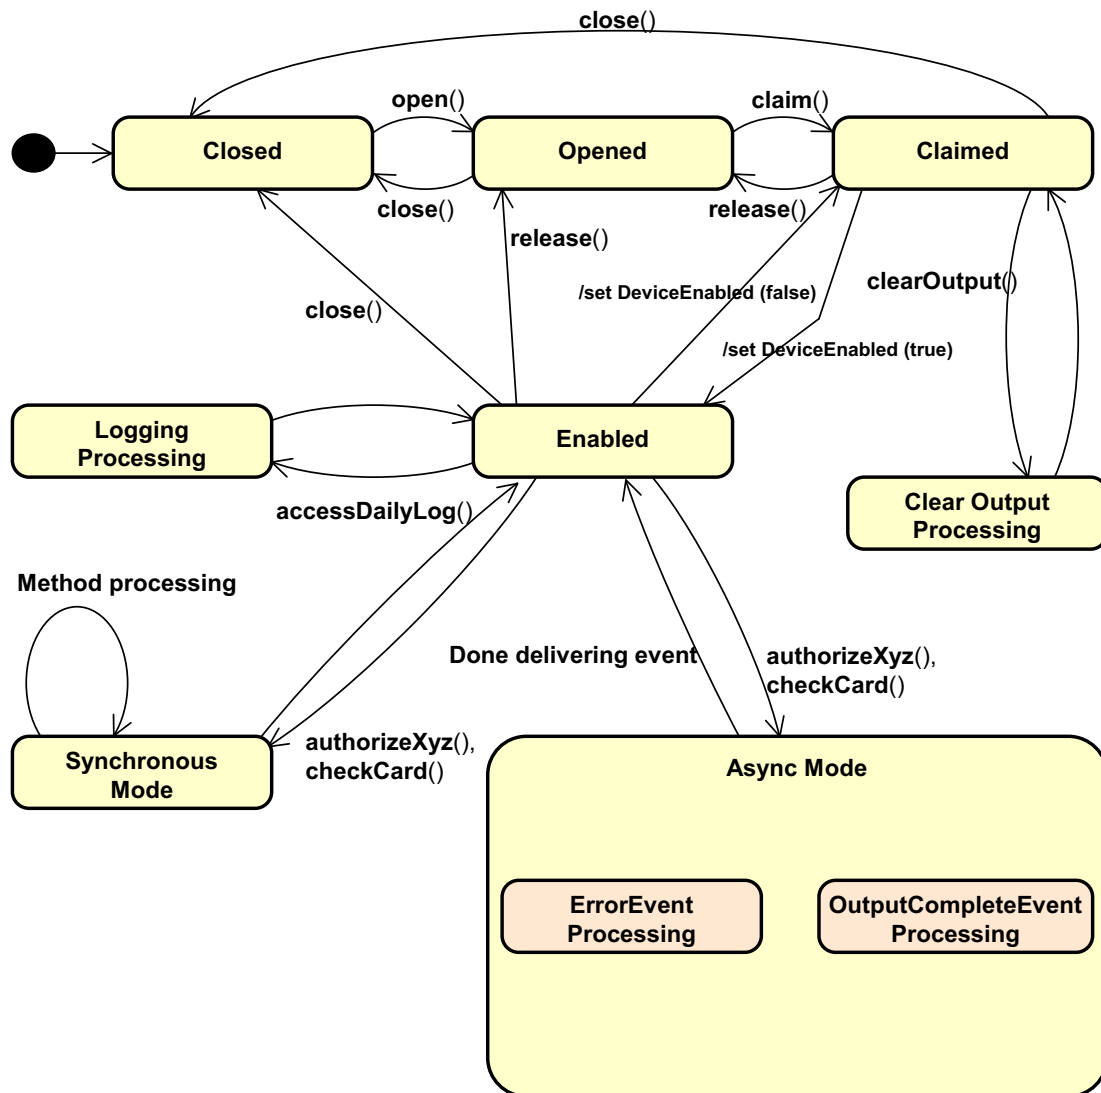 close()
open()
claim()
Closed
Opened
Claimed
close()
release()
release()
clearOutput()
/set DeviceEnabled (false)
close()
/set DeviceEnabled (true)
Logging
Processing
Enabled
accessDailyLog()
Clear Output
Processing
Method processing
Done delivering event
authorizeXyz(),
checkCard()
Synchronous
Mode
authorizeXyz(),
checkCard()
Async Mode
ErrorEvent
Processing
OutputCompleteEvent
Processing